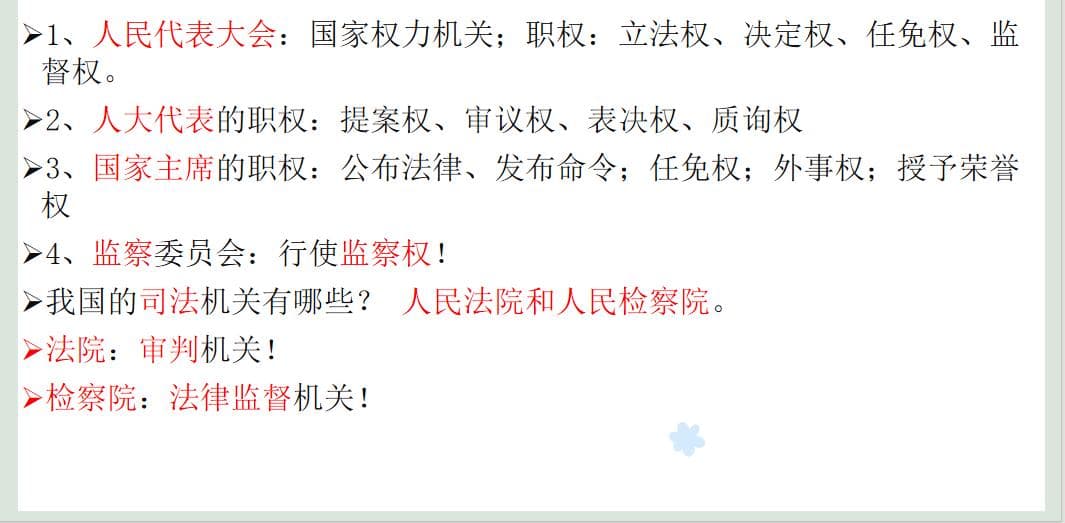 ➢1、人民代表大会：国家权力机关；职权：立法权、决定权、任免权、监
督权。
➢2、人大代表的职权：提案权、审议权、表决权、质询权
➢3、国家主席的职权：公布法律、发布命令；任免权；外事权；授予荣誉
权
➢4、监察委员会：行使监察权！
➢我国的司法机关有哪些？ 人民法院和人民检察院。
➢法院：审判机关！
➢检察院：法律监督机关！